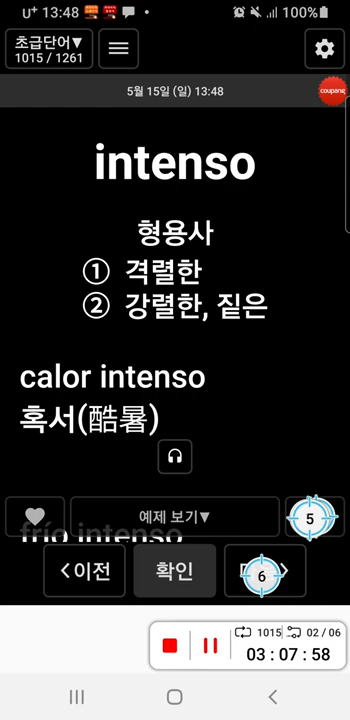 U+ 13:48 100%
초급단어▼
1015 / 1261
5월 15일 (일) 13:48
coupang
intenso
형용사
① 격렬한
② 강렬한, 짙은
calor intenso
혹서(酷暑)
예제 보기▼
5
frío intenso
<이전
확인
6
1015 02 / 06
03 : 07 : 58